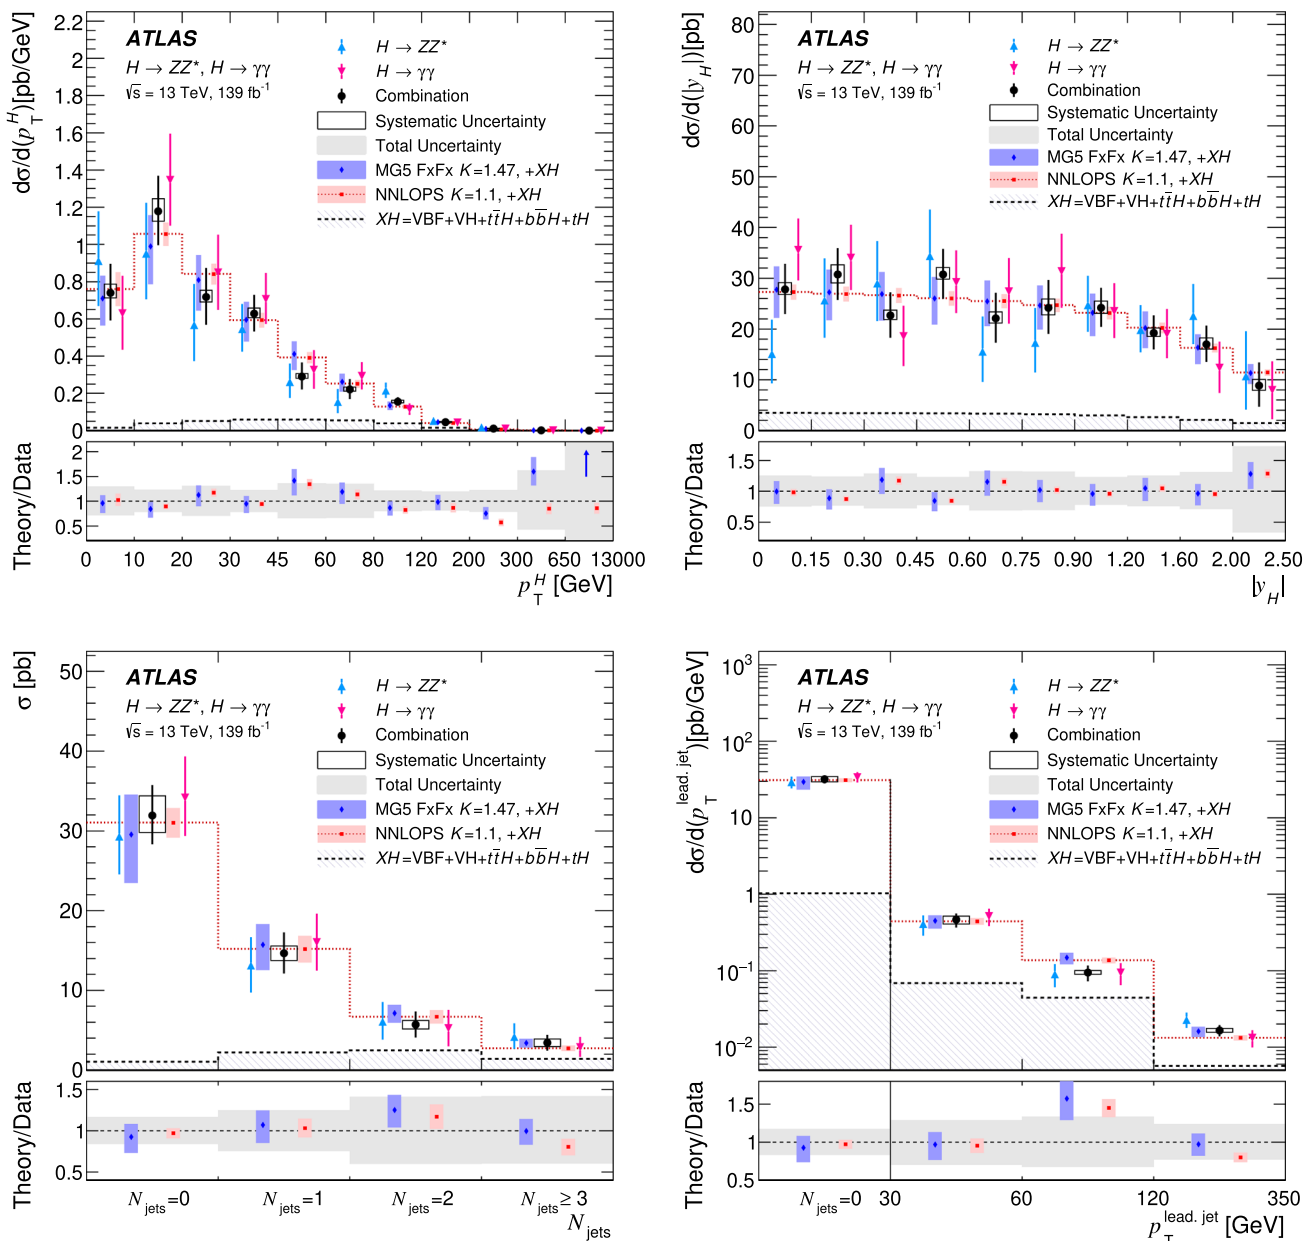 dσ/d(p_T^H)[pb/GeV]
2.2
2
1.8
1.6
1.4
1.2
1
0.8
0.6
0.4
0.2
0
ATLAS
H → ZZ*, H → γγ
√s = 13 TeV, 139 fb⁻¹
H → ZZ*
H → γγ
Combination
Systematic Uncertainty
Total Uncertainty
MG5 FxFx K=1.47, +XH
NNLOPS K=1.1, +XH
XH=VBF+VH+tt̅H+bb̅H+tH
Theory/Data
2
1.5
1
0.5
0 10 20 30 45 60 80 120 200 300 650 13000
p_T^H [GeV]
dσ/d(|y_H|)[pb]
80
70
60
50
40
30
20
10
0
ATLAS
H → ZZ*, H → γγ
√s = 13 TeV, 139 fb⁻¹
H → ZZ*
H → γγ
Combination
Systematic Uncertainty
Total Uncertainty
MG5 FxFx K=1.47, +XH
NNLOPS K=1.1, +XH
XH=VBF+VH+tt̅H+bb̅H+tH
Theory/Data
1.5
1
0.5
0 0.15 0.30 0.45 0.60 0.75 0.90 1.20 1.60 2.00 2.50
|y_H|
σ [pb]
50
40
30
20
10
0
ATLAS
H → ZZ*, H → γγ
√s = 13 TeV, 139 fb⁻¹
H → ZZ*
H → γγ
Combination
Systematic Uncertainty
Total Uncertainty
MG5 FxFx K=1.47, +XH
NNLOPS K=1.1, +XH
XH=VBF+VH+tt̅H+bb̅H+tH
Theory/Data
1.5
1
0.5
N_jets=0 N_jets=1 N_jets=2 N_jets≥ 3
N_jets
dσ/d(p_T^lead. jet)[pb/GeV]
10³
10²
10
1
10⁻¹
10⁻²
ATLAS
H → ZZ*, H → γγ
√s = 13 TeV, 139 fb⁻¹
H → ZZ*
H → γγ
Combination
Systematic Uncertainty
Total Uncertainty
MG5 FxFx K=1.47, +XH
NNLOPS K=1.1, +XH
XH=VBF+VH+tt̅H+bb̅H+tH
Theory/Data
1.5
1
0.5
N_jets=0 30 60 120 350
p_T^lead. jet [GeV]